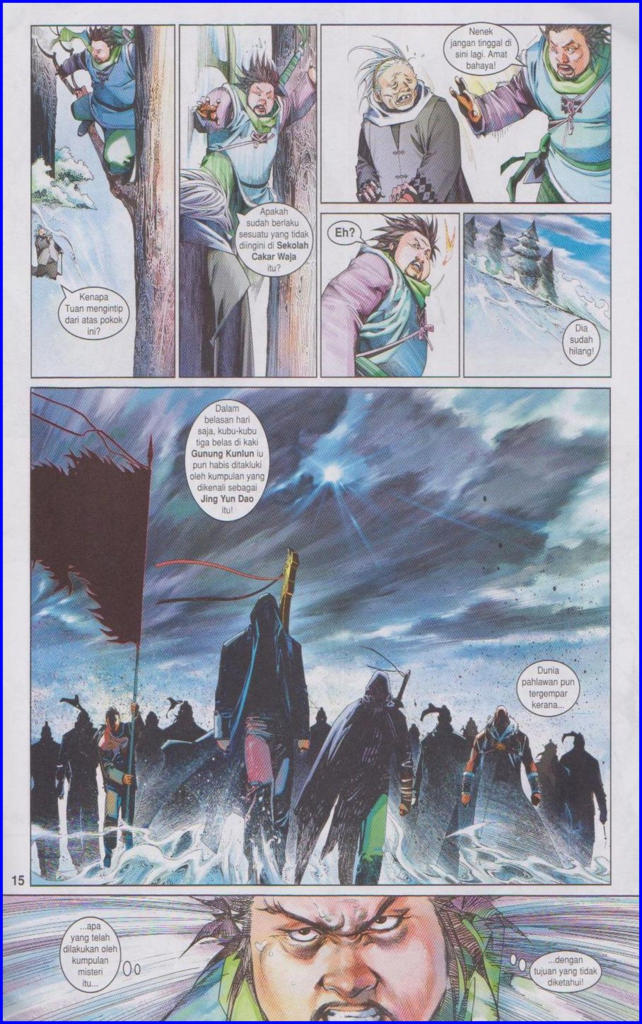 Kenapa
Tuan mengintip
dari atas pokok
ini?
Apakah
sudah berlaku
sesuatu yang tidak
diingini di Sekolah
Cakar Waja
itu?
Nenek
jangan tinggal di
sini lagi. Amat
bahaya!
Eh?
Dia
sudah
hilang!
Dalam
belasan hari
saja, kubu-kubu
tiga belas di kaki
Gunung Kunlun iu
pun habis ditakluki
oleh kumpulan yang
dikenali sebagai
Jing Yun Dao
itu!
Dunia
pahlawan pun
tergempar
kerana...
15
...apa
yang telah
dilakukan oleh
kumpulan
misteri
itu...
...dengan
tujuan yang tidak
diketahui!